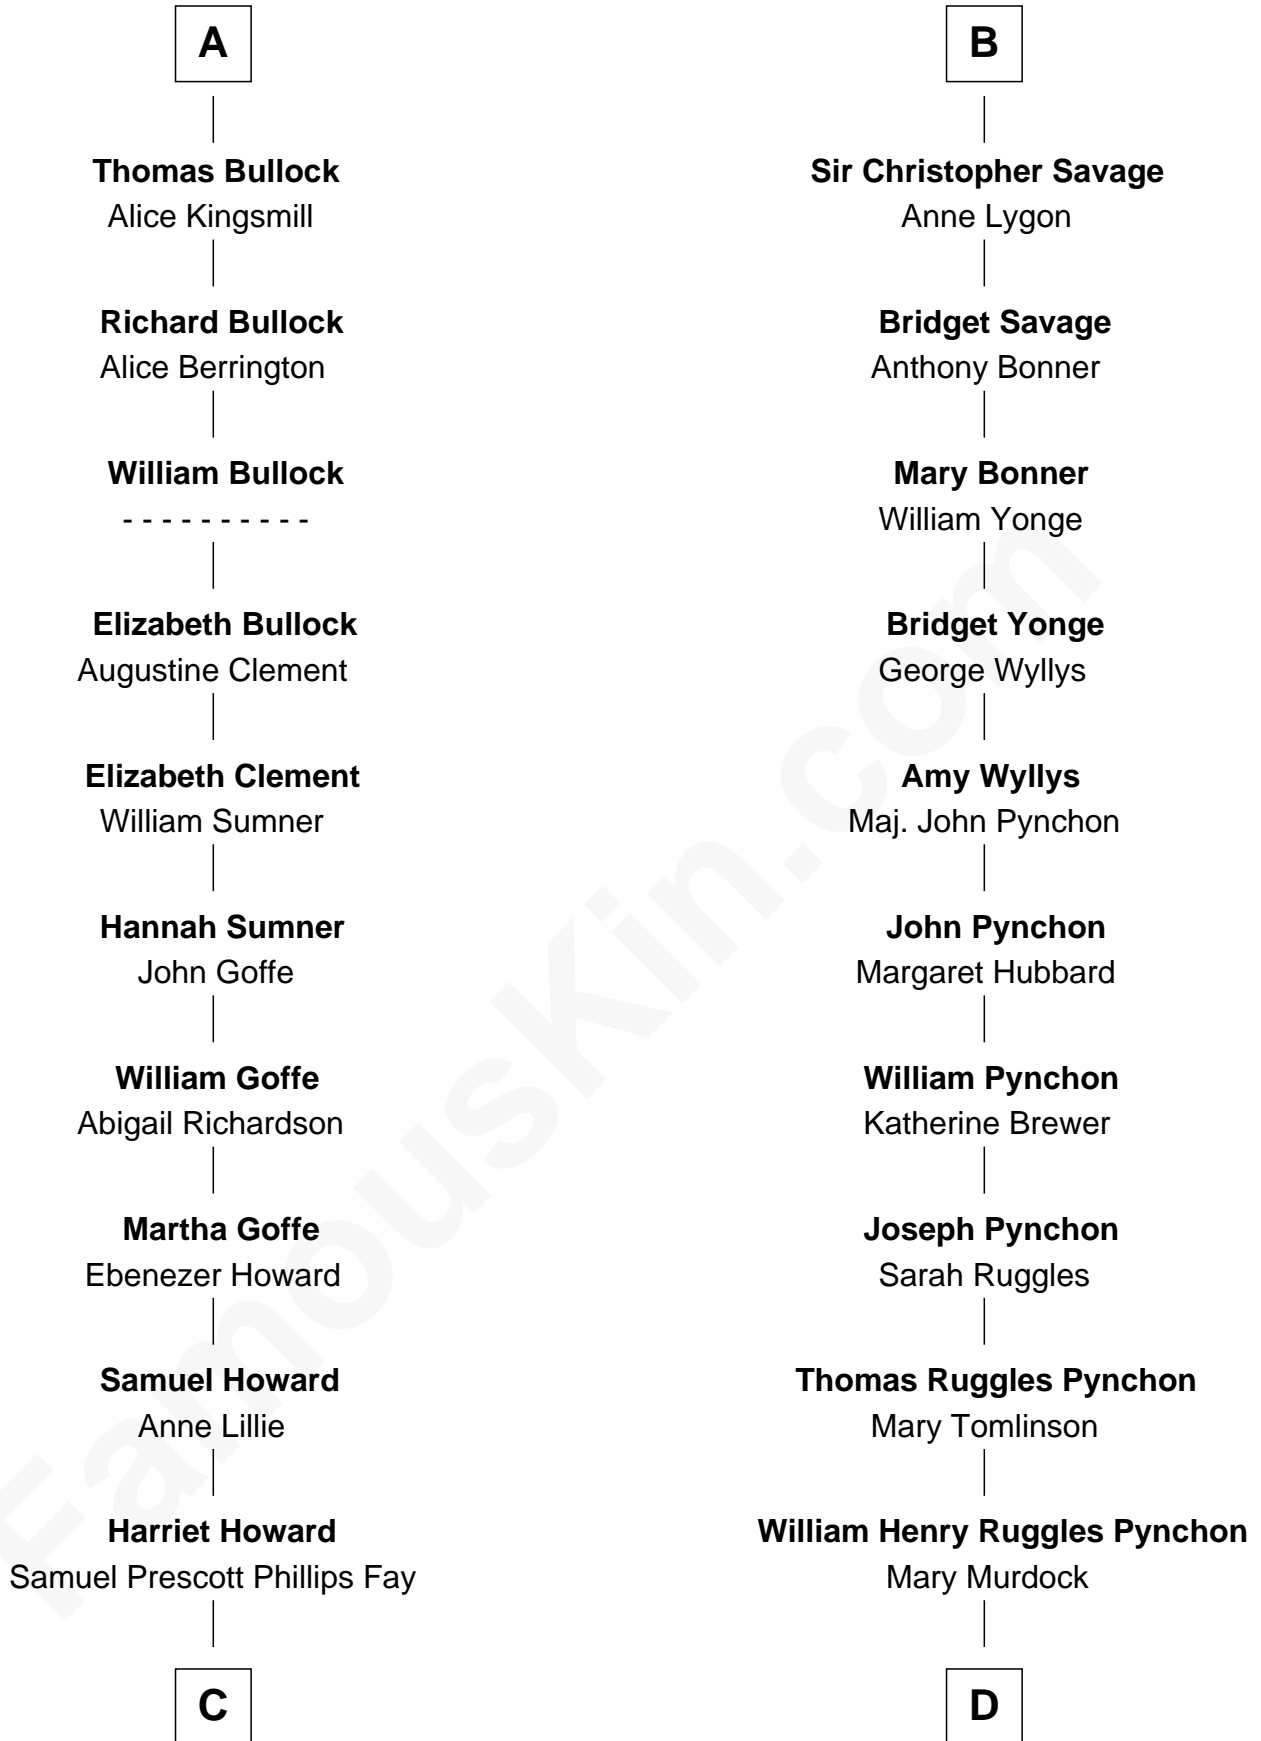 A
Thomas Bullock
Alice Kingsmill
Richard Bullock
Alice Berrington
William Bullock
- - - - - - - - - -
Elizabeth Bullock
Augustine Clement
Elizabeth Clement
William Sumner
Hannah Sumner
John Goffe
William Goffe
Abigail Richardson
Martha Goffe
Ebenezer Howard
Samuel Howard
Anne Lillie
Harriet Howard
Samuel Prescott Phillips Fay
C
B
Sir Christopher Savage
Anne Lygon
Bridget Savage
Anthony Bonner
Mary Bonner
William Yonge
Bridget Yonge
George Wyllys
Amy Wyllys
Maj. John Pynchon
John Pynchon
Margaret Hubbard
William Pynchon
Katherine Brewer
Joseph Pynchon
Sarah Ruggles
Thomas Ruggles Pynchon
Mary Tomlinson
William Henry Ruggles Pynchon
Mary Murdock
D
FamousKin.com